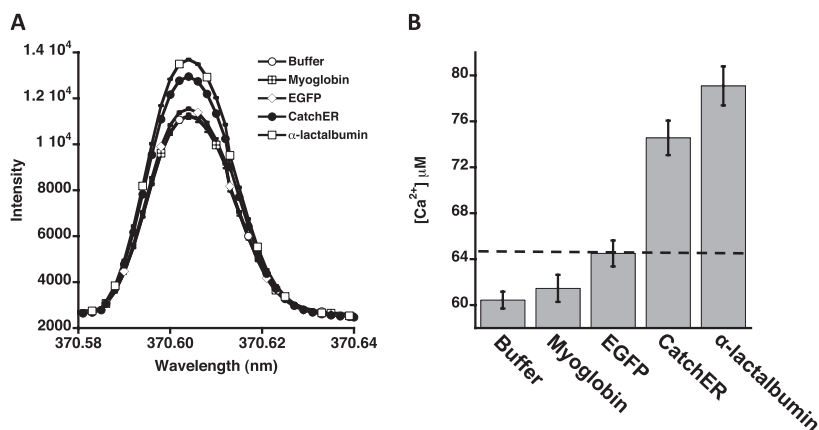 A
1.4 10⁴
1.2 10⁴
1 10⁴
8000
6000
4000
2000
Intensity
370.58
370.60
370.62
370.64
Wavelength (nm)
Buffer
Myoglobin
EGFP
CatchER
α-lactalbumin
B
80
76
72
68
64
60
[Ca²⁺] μM
Buffer
Myoglobin
EGFP
CatchER
α-lactalbumin